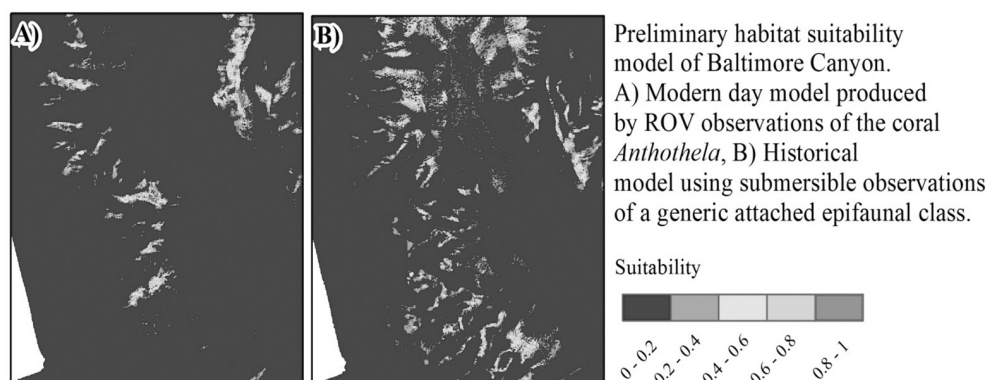 A)
B)
Preliminary habitat suitability
model of Baltimore Canyon.
A) Modern day model produced
by ROV observations of the coral
Anthothela, B) Historical
model using submersible observations
of a generic attached epifaunal class.
Suitability
0 - 0.2
0.2 - 0.4
0.4 - 0.6
0.6 - 0.8
0.8 - 1